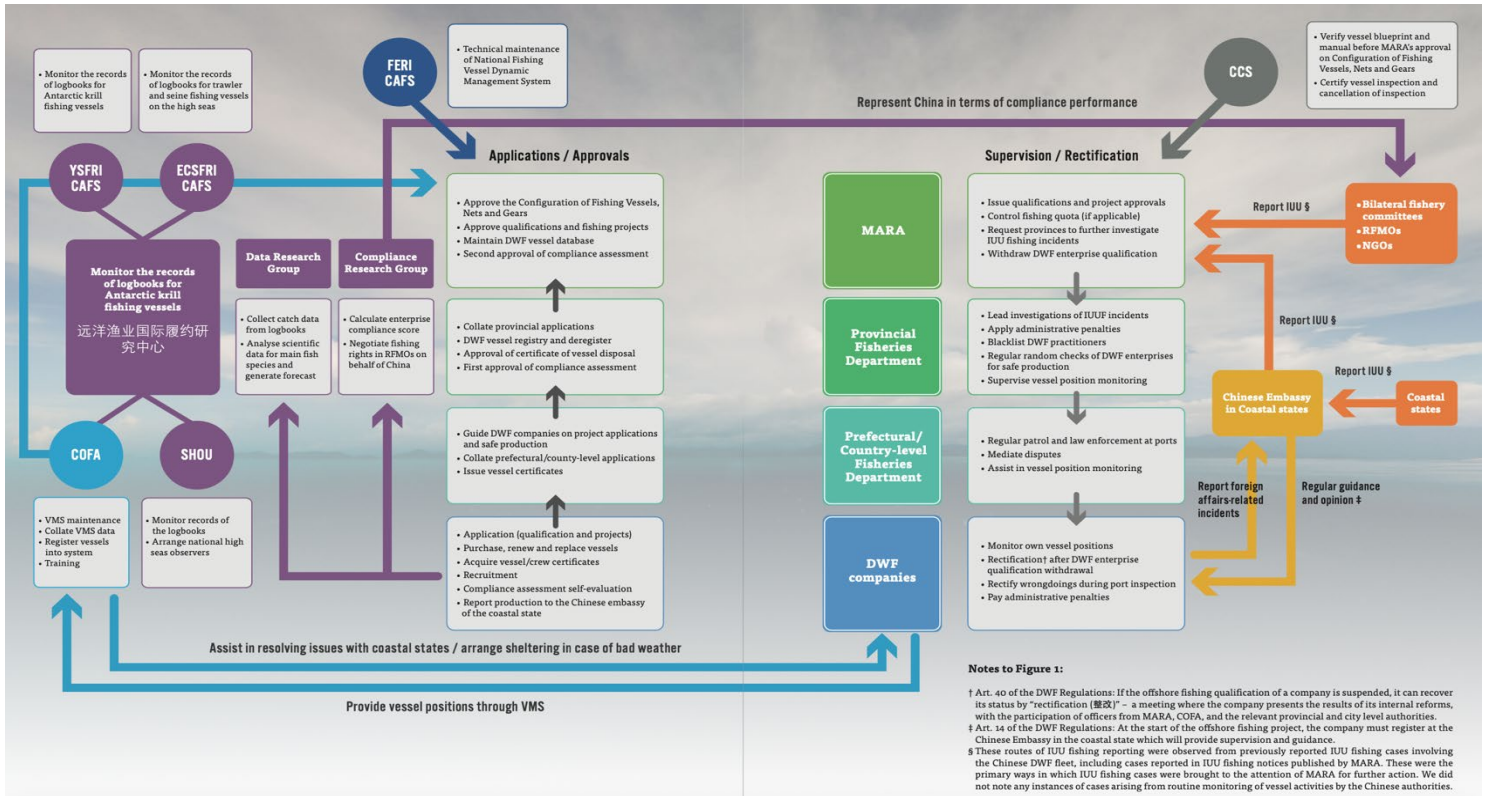 • Monitor the records
of logbooks for
Antarctic krill
fishing vessels
• Monitor the records
of logbooks for trawler
and seine fishing vessels
on the high seas
FERI
CAFS
• Technical maintenance
of National Fishing
Vessel Dynamic
Management System
CCS
• Verify vessel blueprint and
manual before MARA's approval
on Configuration of Fishing
Vessels, Nets and Gears
• Certify vessel inspection and
cancellation of inspection
Represent China in terms of compliance performance
YSFRI
CAFS
ECSFRI
CAFS
Monitor the records
of logbooks for
Antarctic krill
fishing vessels
远洋渔业国际履约研
究中心
COFA
SHOU
• VMS maintenance
• Collate VMS data
• Register vessels
into system
• Training
• Monitor records of
the logbooks
• Arrange national high
seas observers
Data Research
Group
• Collect catch data
from logbooks
• Analyse scientific
data for main fish
species and
generate forecast
Compliance
Research Group
• Calculate enterprise
compliance score
• Negotiate fishing
rights in RFMOs on
behalf of China
Applications / Approvals
• Approve the Configuration of Fishing Vessels,
Nets and Gears
• Approve qualifications and fishing projects
• Maintain DWF vessel database
• Second approval of compliance assessment
• Collate provincial applications
• DWF vessel registry and deregister
• Approval of certificate of vessel disposal
• First approval of compliance assessment
• Guide DWF companies on project applications
and safe production
• Collate prefectural/county-level applications
• Issue vessel certificates
• Application (qualification and projects)
• Purchase, renew and replace vessels
• Acquire vessel/crew certificates
• Recruitment
• Compliance assessment self-evaluation
• Report production to the Chinese embassy
of the coastal state
MARA
Provincial
Fisheries
Department
Prefectural/
Country-level
Fisheries
Department
DWF
companies
Supervision / Rectification
• Issue qualifications and project approvals
• Control fishing quota (if applicable)
• Request provinces to further investigate
IUU fishing incidents
• Withdraw DWF enterprise qualification
• Lead investigations of IUUF incidents
• Apply administrative penalties
• Blacklist DWF practitioners
• Regular random checks of DWF enterprises
for safe production
• Supervise vessel position monitoring
• Regular patrol and law enforcement at ports
• Mediate disputes
• Assist in vessel position monitoring
• Monitor own vessel positions
• Rectification† after DWF enterprise
qualification withdrawal
• Rectify wrongdoings during port inspection
• Pay administrative penalties
Report IUU §
• Bilateral fishery
committees
• RFMOs
• NGOs
Report IUU §
Report IUU §
Chinese Embassy
in Coastal states
Coastal
states
Report foreign
affairs-related
incidents
Regular guidance
and opinion ‡
Assist in resolving issues with coastal states / arrange sheltering in case of bad weather
Provide vessel positions through VMS
Notes to Figure 1:
† Art. 40 of the DWF Regulations: If the offshore fishing qualification of a company is suspended, it can recover
its status by “rectification (整改)” – a meeting where the company presents the results of its internal reforms,
with the participation of officers from MARA, COFA, and the relevant provincial and city level authorities.
‡ Art. 14 of the DWF Regulations: At the start of the offshore fishing project, the company must register at the
Chinese Embassy in the coastal state which will provide supervision and guidance.
§ These routes of IUU fishing reporting were observed from previously reported IUU fishing cases involving
the Chinese DWF fleet, including cases reported in IUU fishing notices published by MARA. These were the
primary ways in which IUU fishing cases were brought to the attention of MARA for further action. We did
not note any instances of cases arising from routine monitoring of vessel activities by the Chinese authorities.